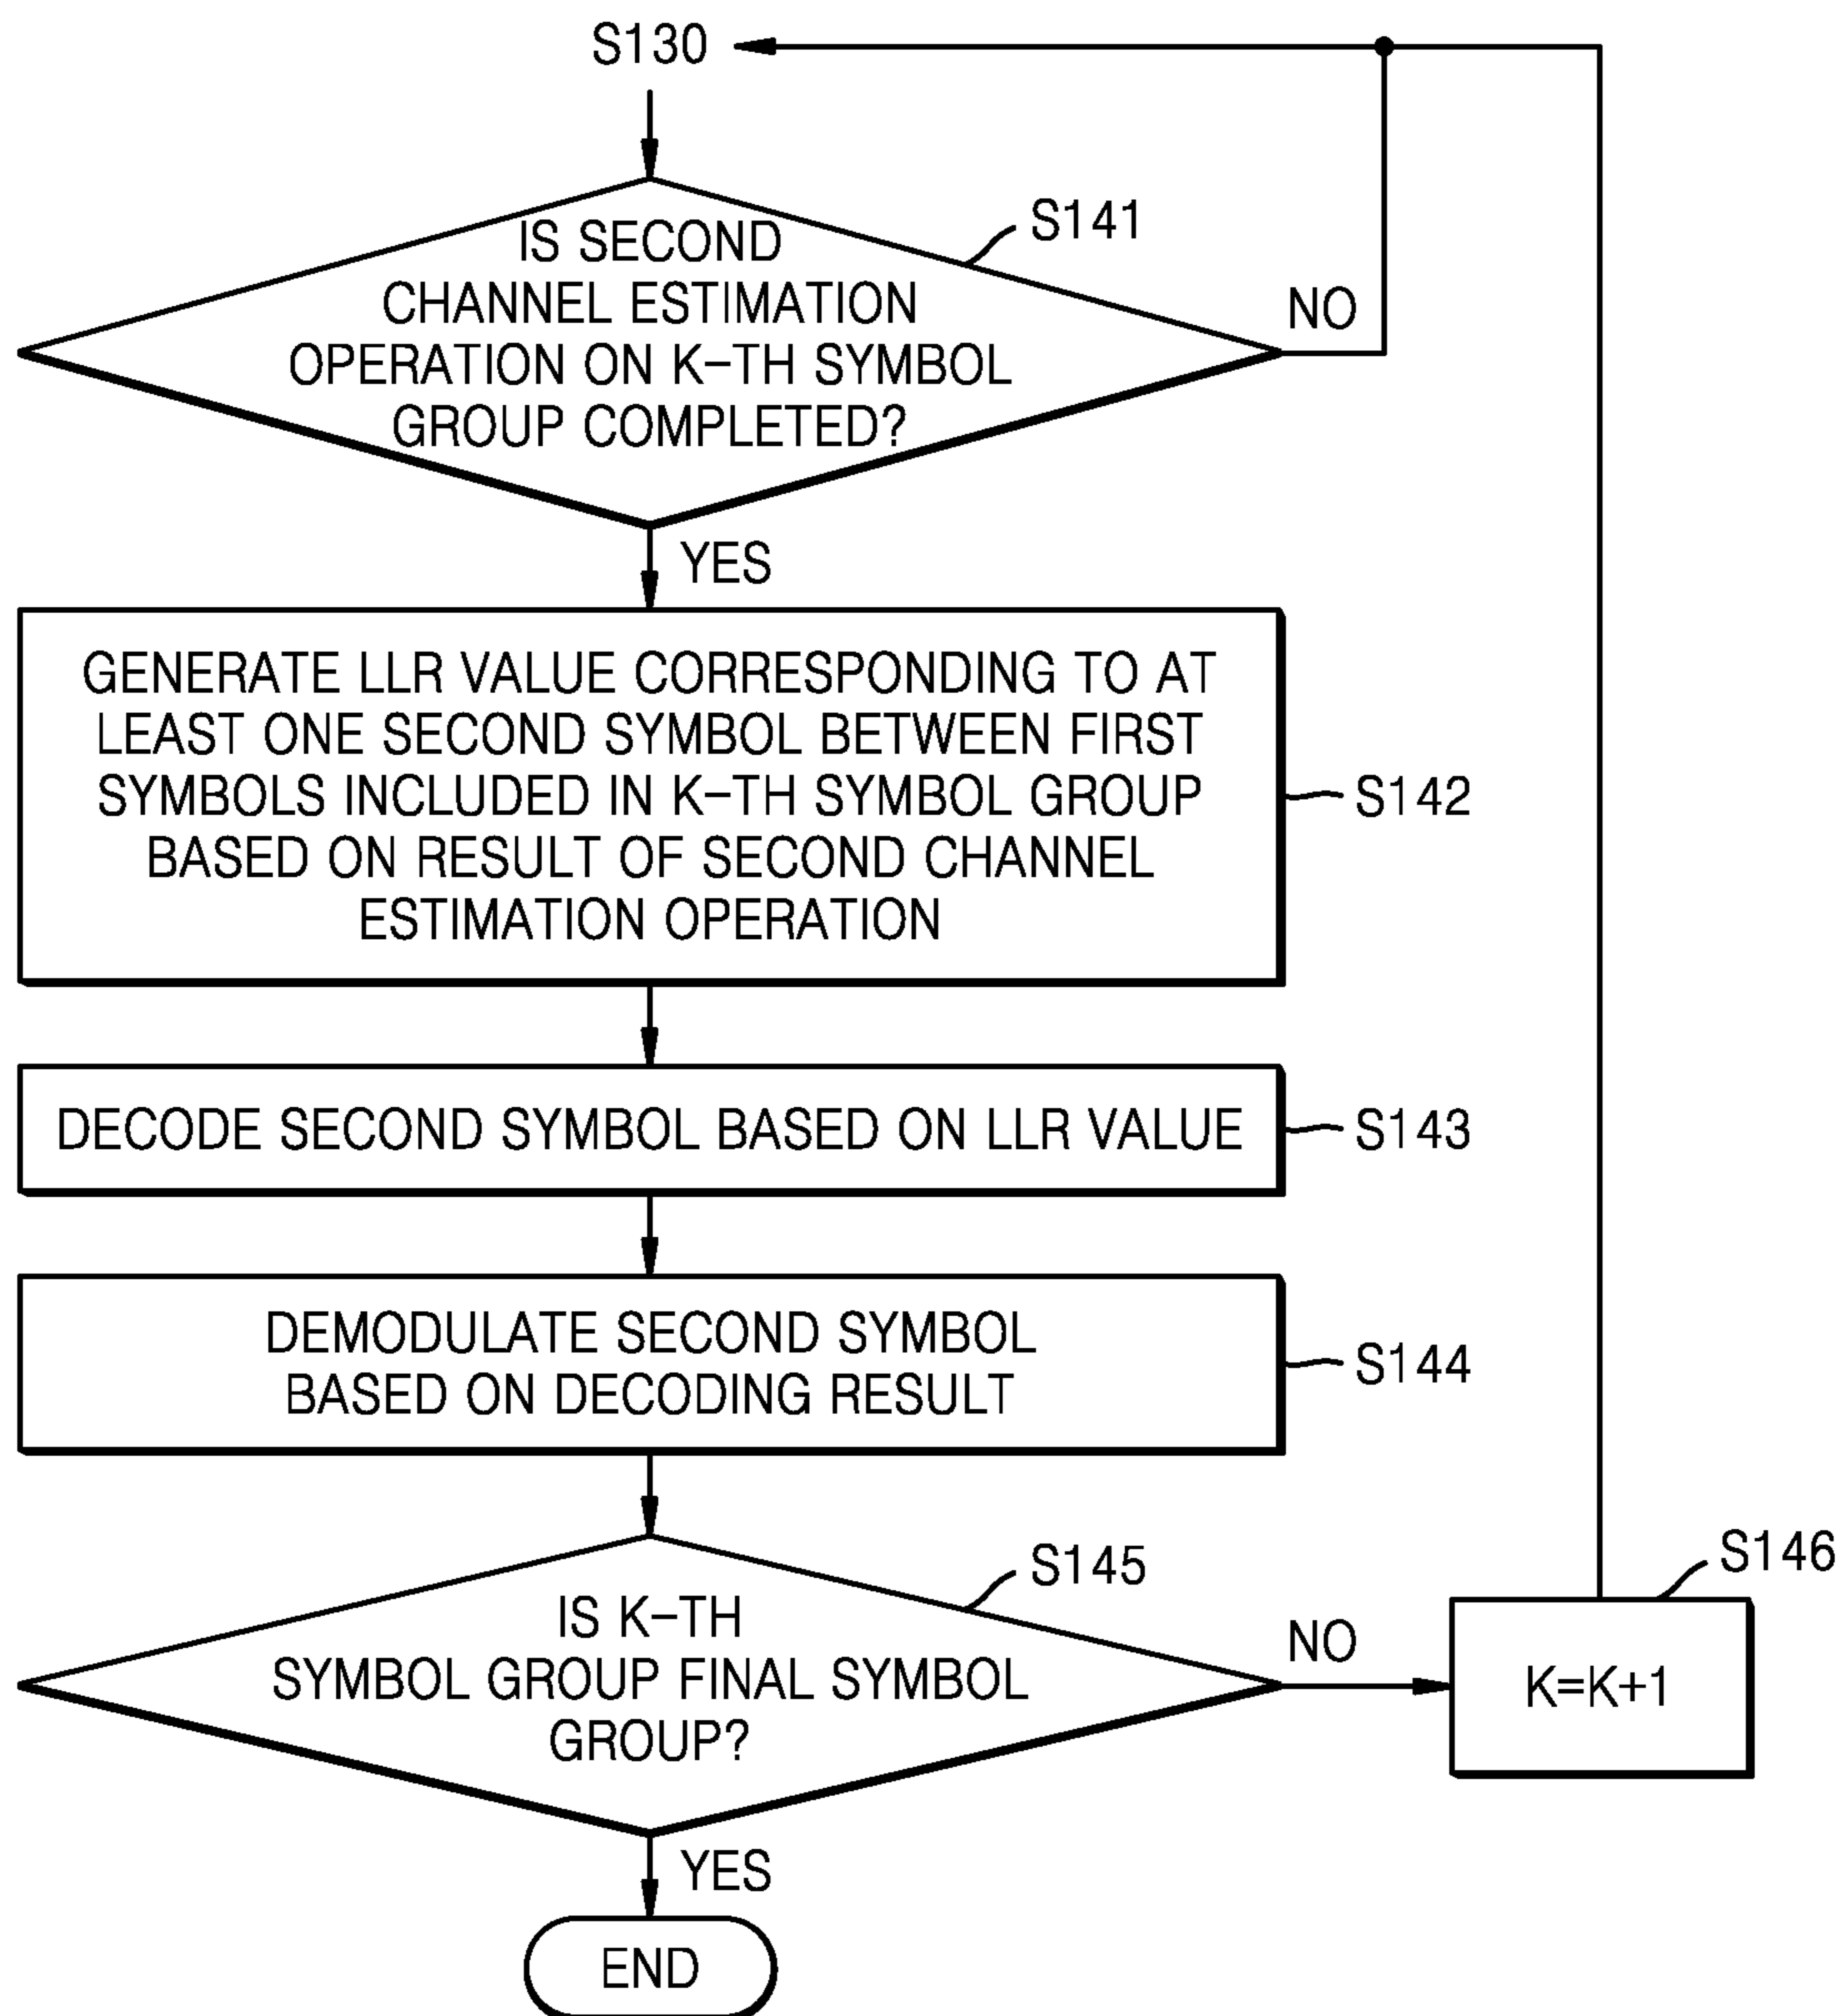 S130
IS SECOND
CHANNEL ESTIMATION
OPERATION ON K-TH SYMBOL
GROUP COMPLETED?
S141
NO
YES
GENERATE LLR VALUE CORRESPONDING TO AT
LEAST ONE SECOND SYMBOL BETWEEN FIRST
SYMBOLS INCLUDED IN K-TH SYMBOL GROUP
BASED ON RESULT OF SECOND CHANNEL
ESTIMATION OPERATION
S142
DECODE SECOND SYMBOL BASED ON LLR VALUE
S143
DEMODULATE SECOND SYMBOL
BASED ON DECODING RESULT
S144
IS K-TH
SYMBOL GROUP FINAL SYMBOL
GROUP?
S145
NO
K=K+1
S146
YES
END